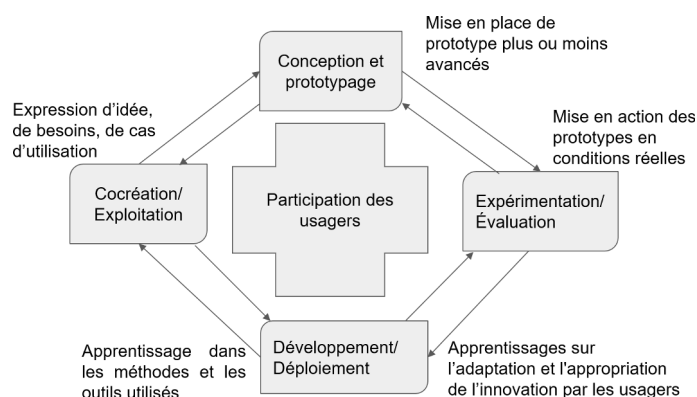 Mise en place de
prototype plus ou moins
avancés
Conception et
prototypage
Expression d’idée,
de besoins, de cas
d’utilisation
Mise en action des
prototypes en
conditions réelles
Cocréation/
Exploitation
Participation des
usagers
Expérimentation/
Évaluation
Développement/
Déploiement
Apprentissage dans
les méthodes et les
outils utilisés
Apprentissages sur
l’adaptation et l'appropriation
de l’innovation par les usagers